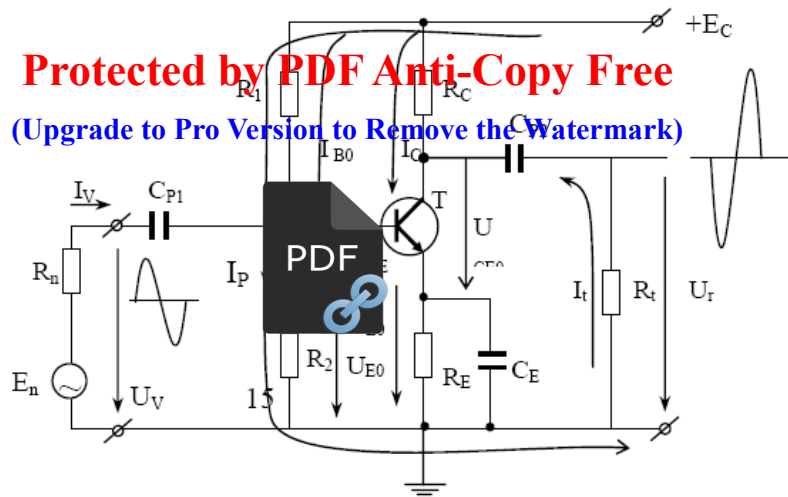 +E_C
Protected by PDF Anti-Copy Free
R_1 R_C
(Upgrade to Pro Version to Remove the Watermark)
I_B0
I_V C_P1 T
U
PDF
R_n I_P I_t R_t U_r
R_2 U_E0 R_E C_E
E_n U_V 15